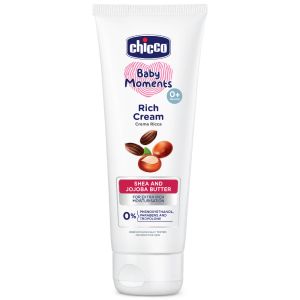 chicco
Baby
Moments
0+
Rich
Cream
Crema Ricca
SHEA AND
JOJOBA BUTTER
FOR EXTRA RICH
MOISTURISATION
0% PHENOXYETHANOL,
PARABENS AND
TROPOLONE